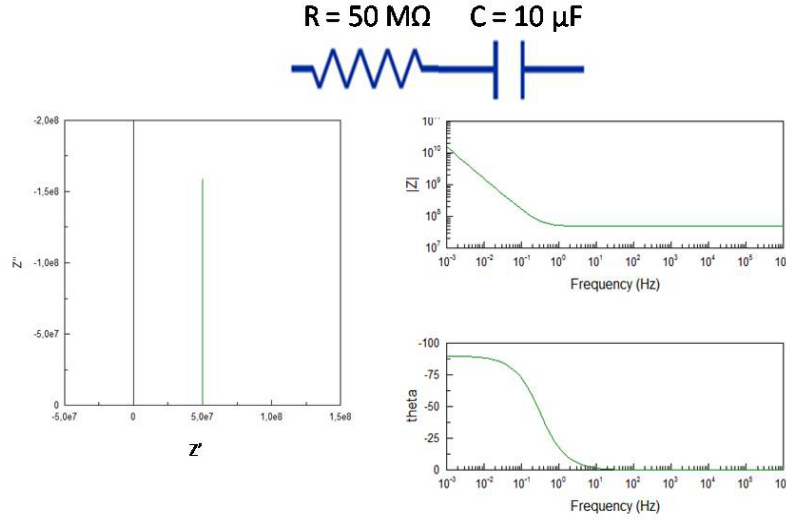 R = 50 MΩ C = 10 μF
-2,0e8
-1,5e8
-1,0e8
-5,0e7
0
Z''
-5,0e7 0 5,0e7 1,0e8 1,5e8
Z'
10¹⁰
10⁹
10⁸
10⁷
|Z|
10⁻³ 10⁻² 10⁻¹ 10⁰ 10¹ 10² 10³ 10⁴ 10⁵
Frequency (Hz)
-100
-75
-50
-25
0
theta
10⁻³ 10⁻² 10⁻¹ 10⁰ 10¹ 10² 10³ 10⁴ 10⁵
Frequency (Hz)